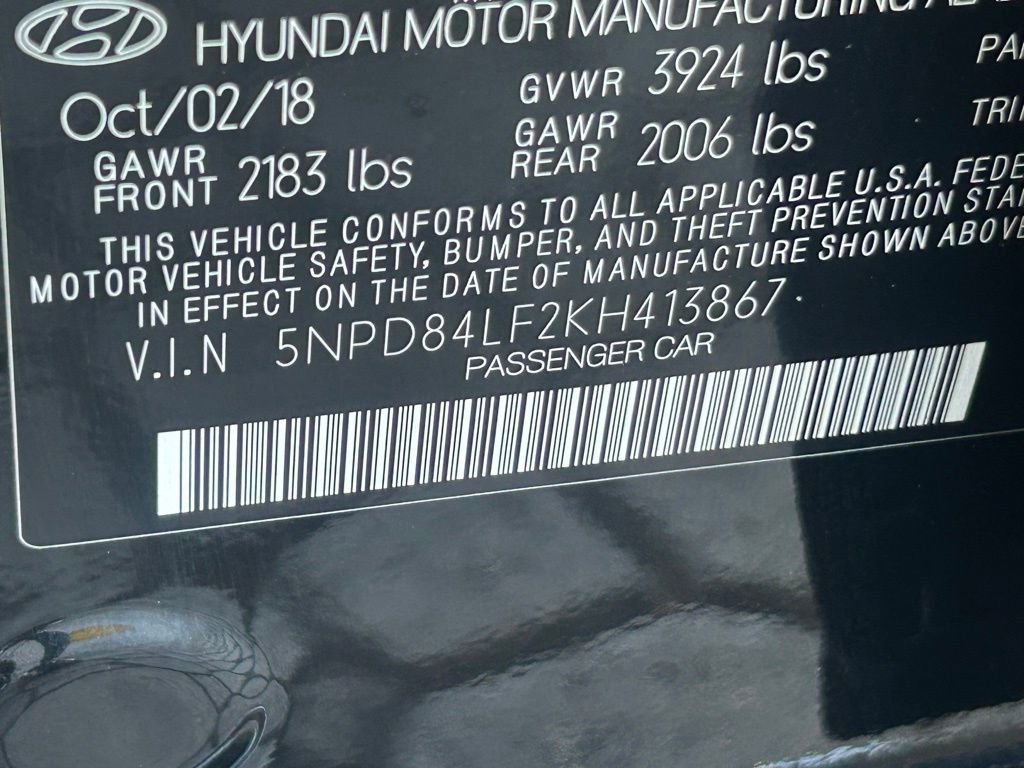 HYUNDAI MOTOR MANUFACTURING
Oct/02/18 GVWR 3924 lbs
GAWR FRONT 2183 lbs GAWR REAR 2006 lbs
THIS VEHICLE CONFORMS TO ALL APPLICABLE U.S.A. FEDE
MOTOR VEHICLE SAFETY, BUMPER, AND THEFT PREVENTION STAN
IN EFFECT ON THE DATE OF MANUFACTURE SHOWN ABOVE
V.I.N 5NPD84LF2KH413867
PASSENGER CAR